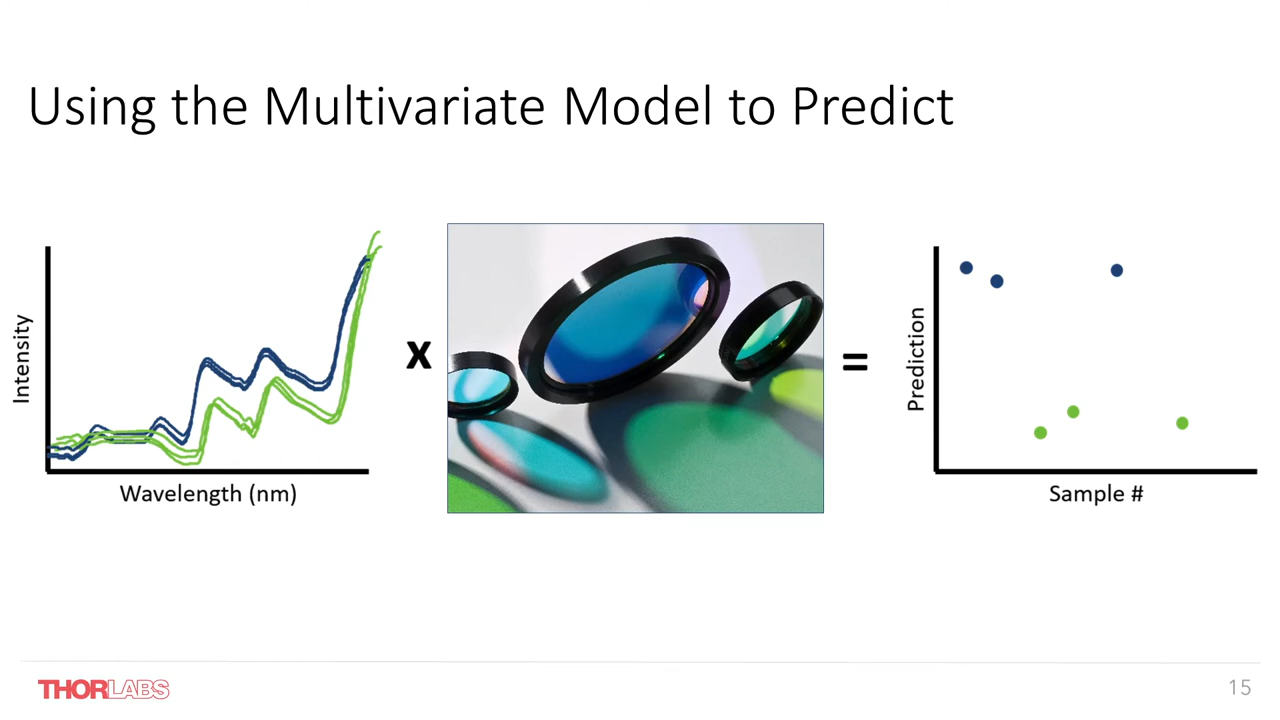 Using the Multivariate Model to Predict
Intensity
Wavelength (nm)
x
=
Prediction
Sample #
THORLABS
15